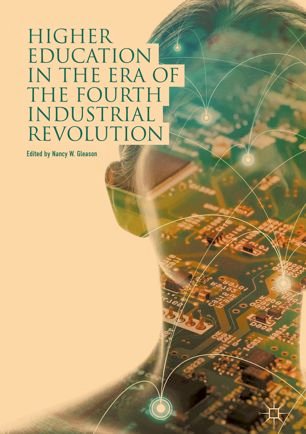 HIGHER
EDUCATION
IN THE ERA OF
THE FOURTH
INDUSTRIAL
REVOLUTION
Edited by Nancy W. Gleason